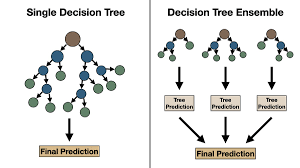 Single Decision Tree
Final Prediction
Decision Tree Ensemble
Tree
Prediction
Tree
Prediction
Tree
Prediction
Final Prediction